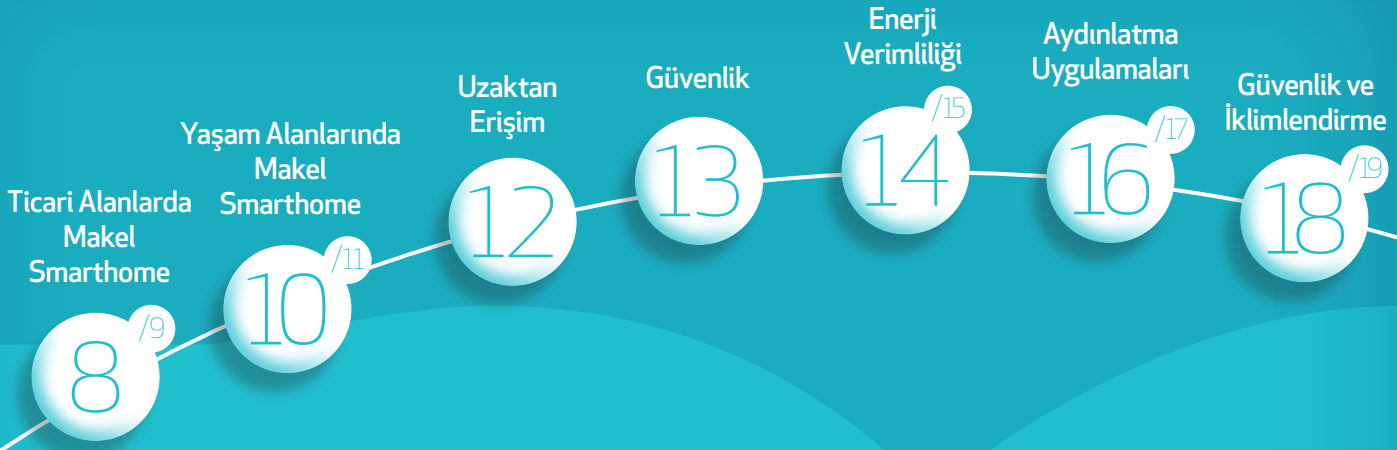 Ticari Alanlarda
Makel
Smarthome
8
/9
Yaşam Alanlarında
Makel
Smarthome
10
/11
Uzaktan
Erişim
12
Güvenlik
13
Enerji
Verimliliği
14
/15
Aydınlatma
Uygulamaları
16
/17
Güvenlik ve
İklimlendirme
18
/19